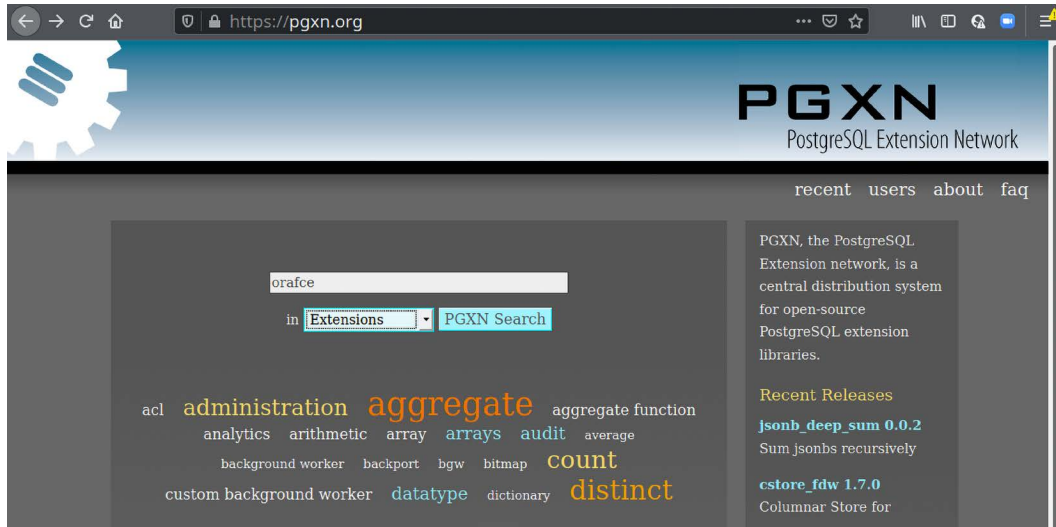 https://pgxn.org
PGXN
PostgreSQL Extension Network
recent users about faq
orafce
in Extensions PGXN Search
acl administration aggregate aggregate function
analytics arithmetic array arrays audit average
background worker backport bgw bitmap count
custom background worker datatype dictionary distinct
PGXN, the PostgreSQL
Extension network, is a
central distribution system
for open-source
PostgreSQL extension
libraries.
Recent Releases
jsonb_deep_sum 0.0.2
Sum jsonbs recursively
cstore_fdw 1.7.0
Columnar Store for